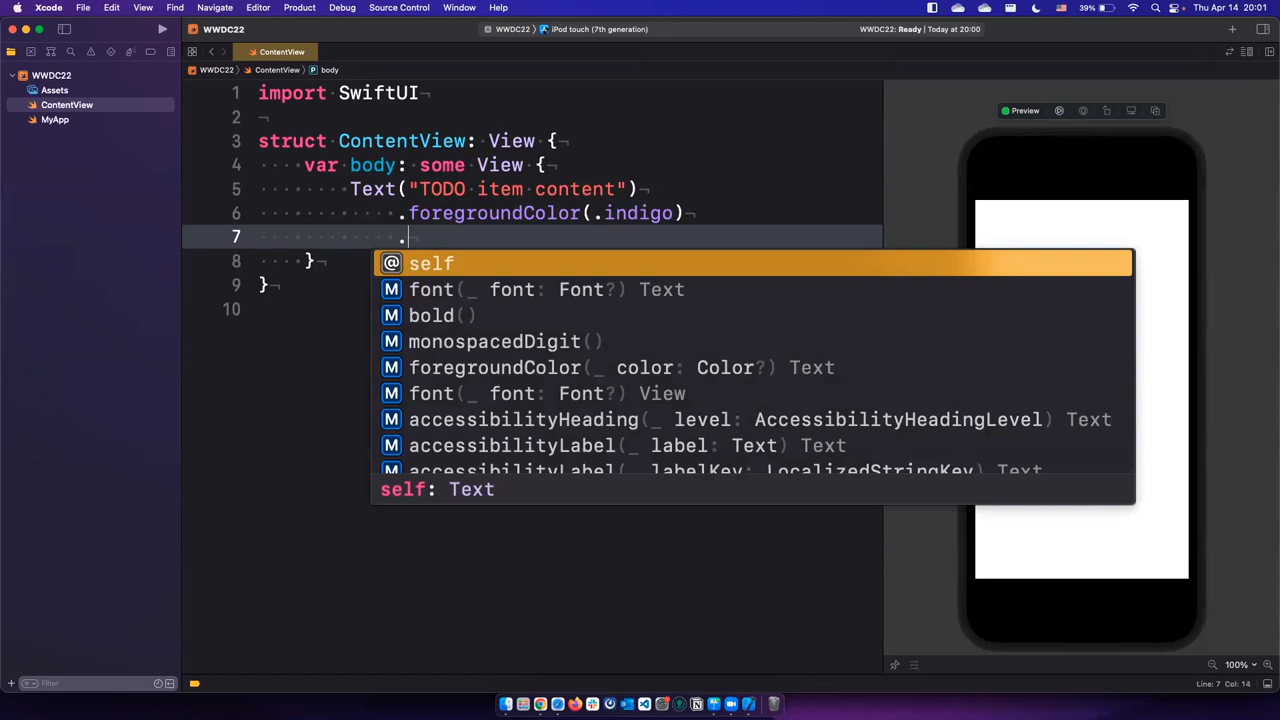 Xcode File Edit View Find Navigate Editor Product Debug Source Control Window Help 39% Thu Apr 14 20:01
WWDC22
WWDC22 〉 iPod touch (7th generation)
WWDC22: Ready | Today at 20:00
ContentView
WWDC22
Assets
ContentView
MyApp
WWDC22 〉 ContentView 〉 P body
1 import SwiftUI¬
2 ¬
3 struct ContentView: View {¬
4 var body: some View {¬
5 Text("TODO item content")¬
6 .foregroundColor(.indigo)¬
7 .¬
8 }¬
9 }¬
10
@ self
M font(_ font: Font?) Text
M bold()
M monospacedDigit()
M foregroundColor(_ color: Color?) Text
M font(_ font: Font?) View
M accessibilityHeading(_ level: AccessibilityHeadingLevel) Text
M accessibilityLabel(_ label: Text) Text
M accessibilityLabel(_ labelKey: LocalizedStringKey) Text
self: Text
Preview
100%
Filter
Line: 7 Col: 14